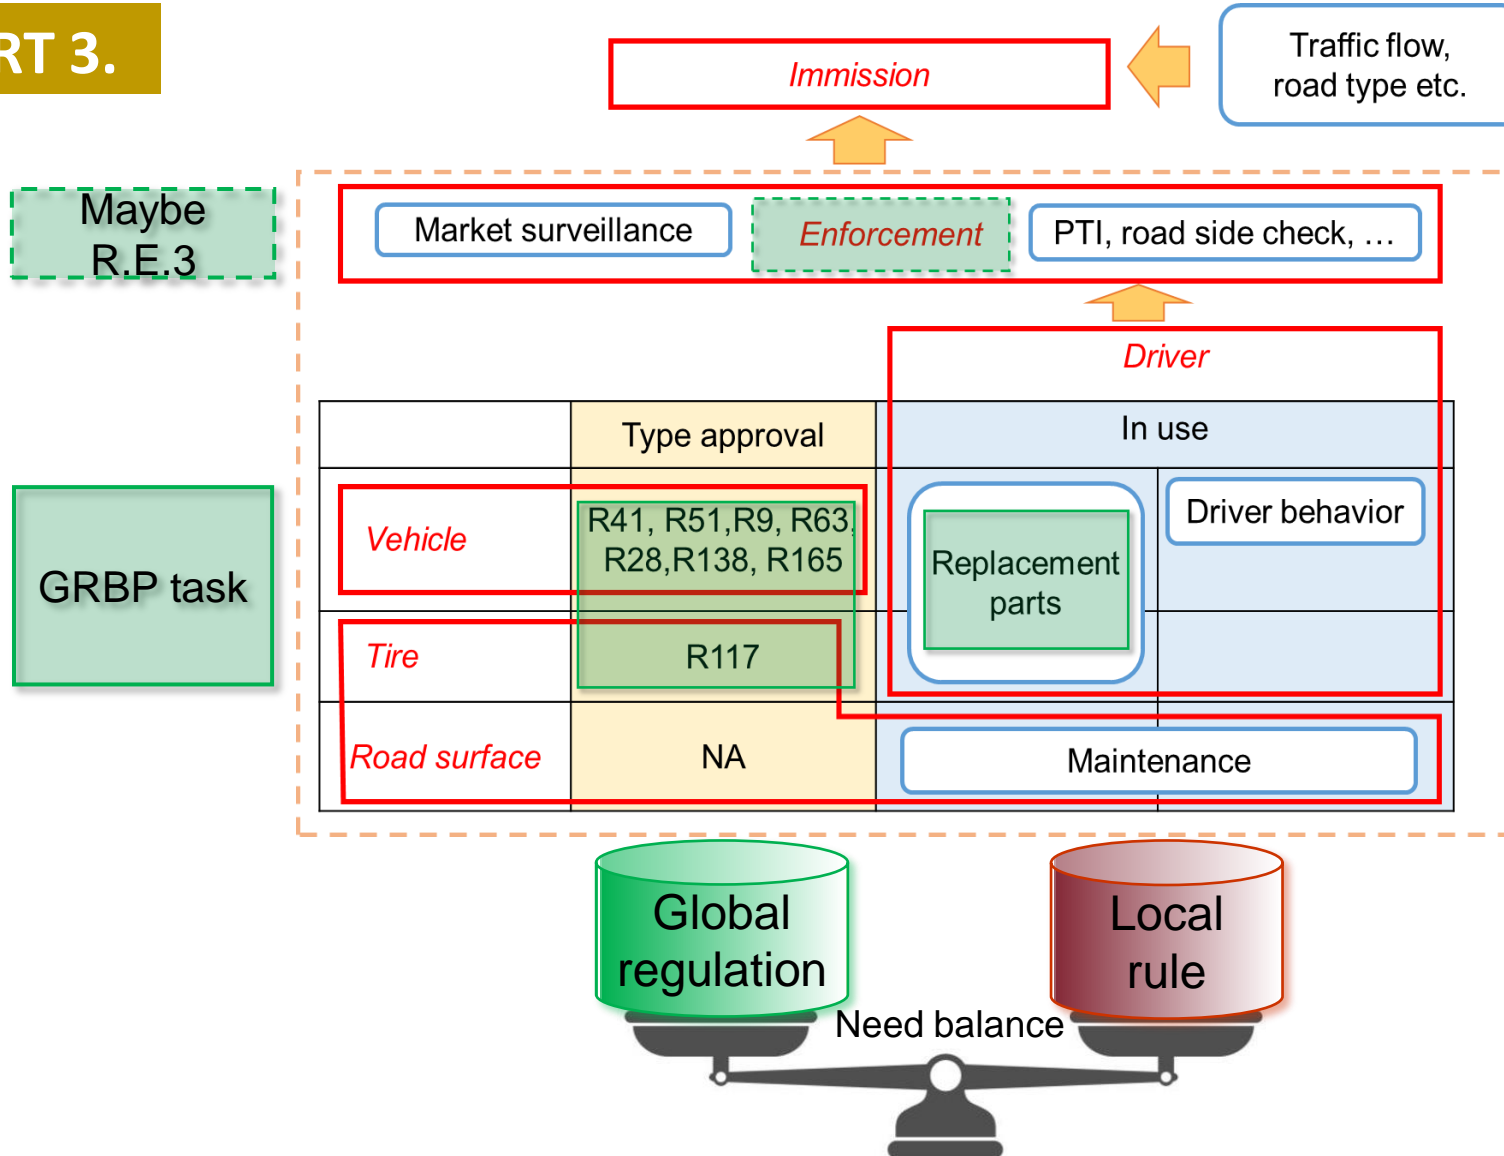 RT 3.
Immission
Traffic flow,
road type etc.
Maybe
R.E.3
Market surveillance
Enforcement
PTI, road side check, ...
Driver
Type approval
In use
GRBP task
Vehicle
R41, R51,R9, R63,
R28,R138, R165
Replacement
parts
Driver behavior
Tire
R117
Road surface
NA
Maintenance
Global
regulation
Local
rule
Need balance